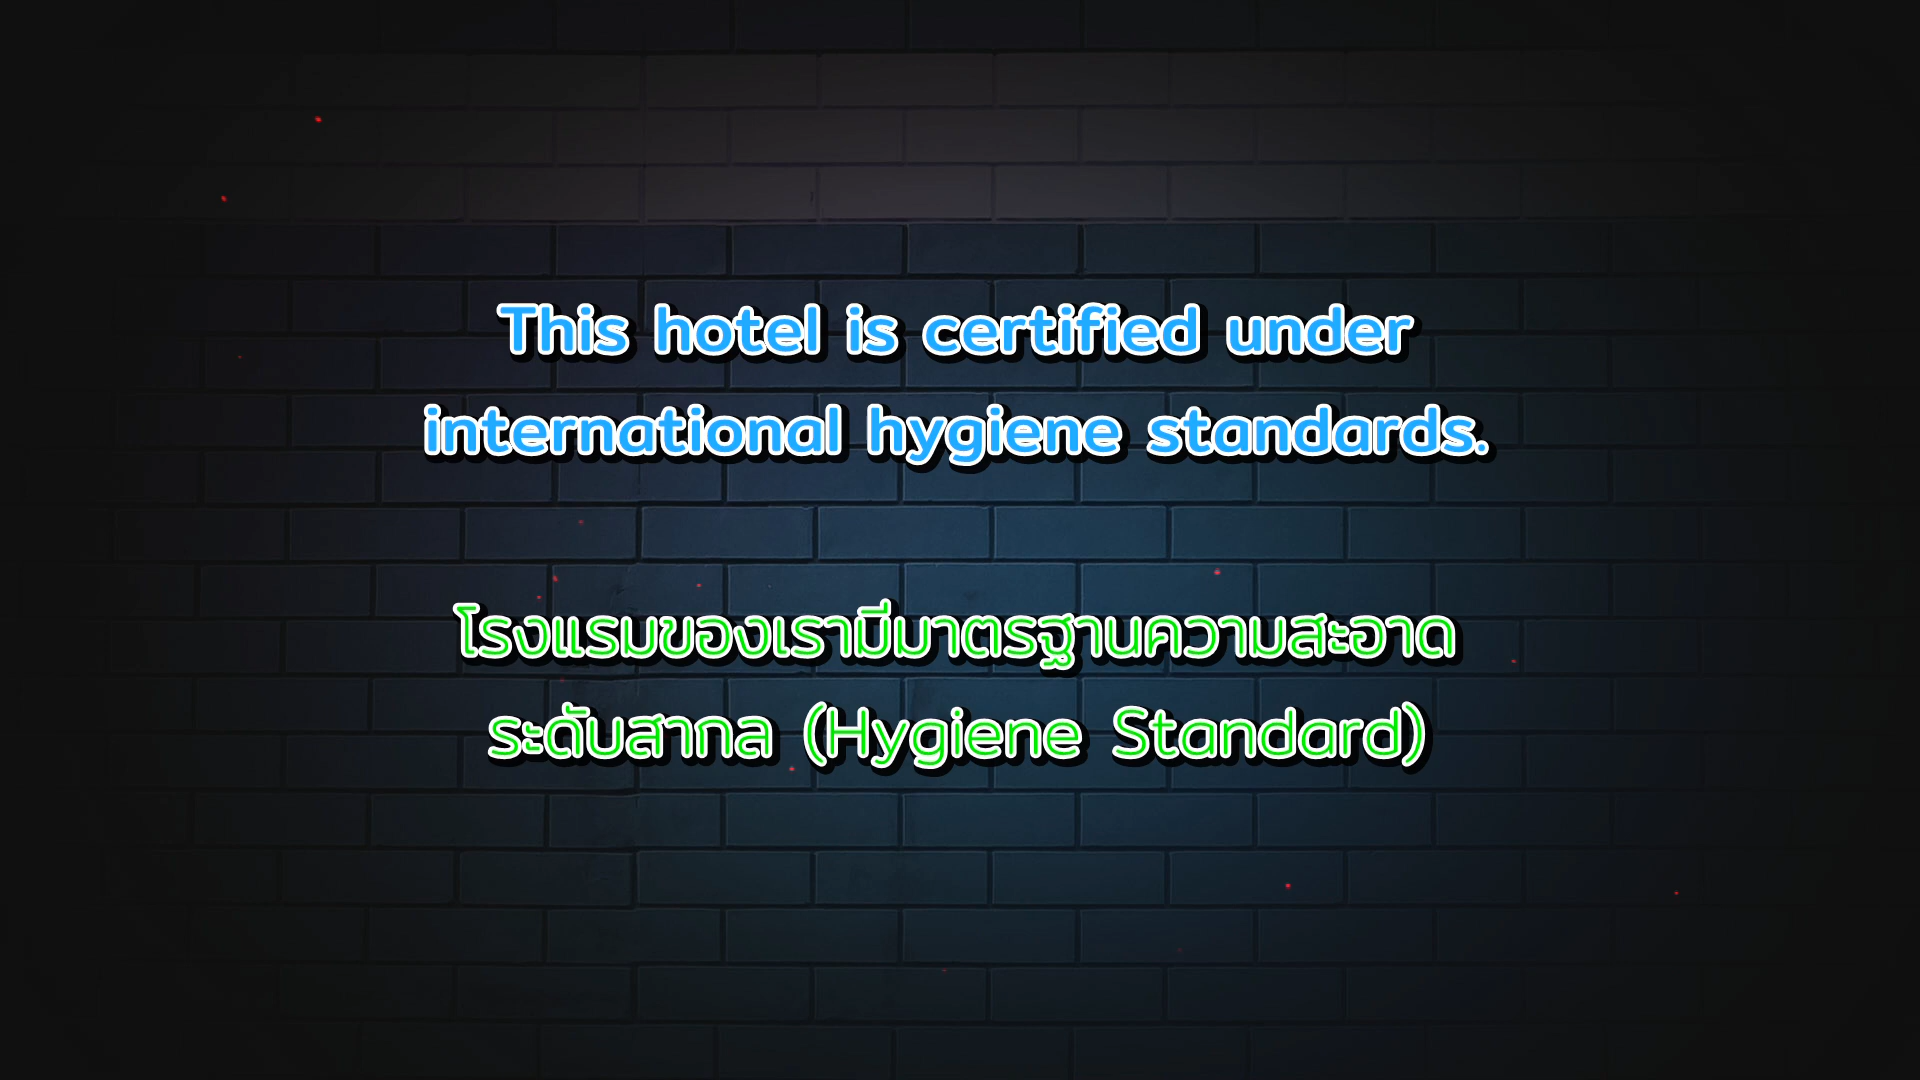 This hotel is certified under
international hygiene standards.
โรงแรมของเรามีมาตรฐานความสะอาด
ระดับสากล (Hygiene Standard)